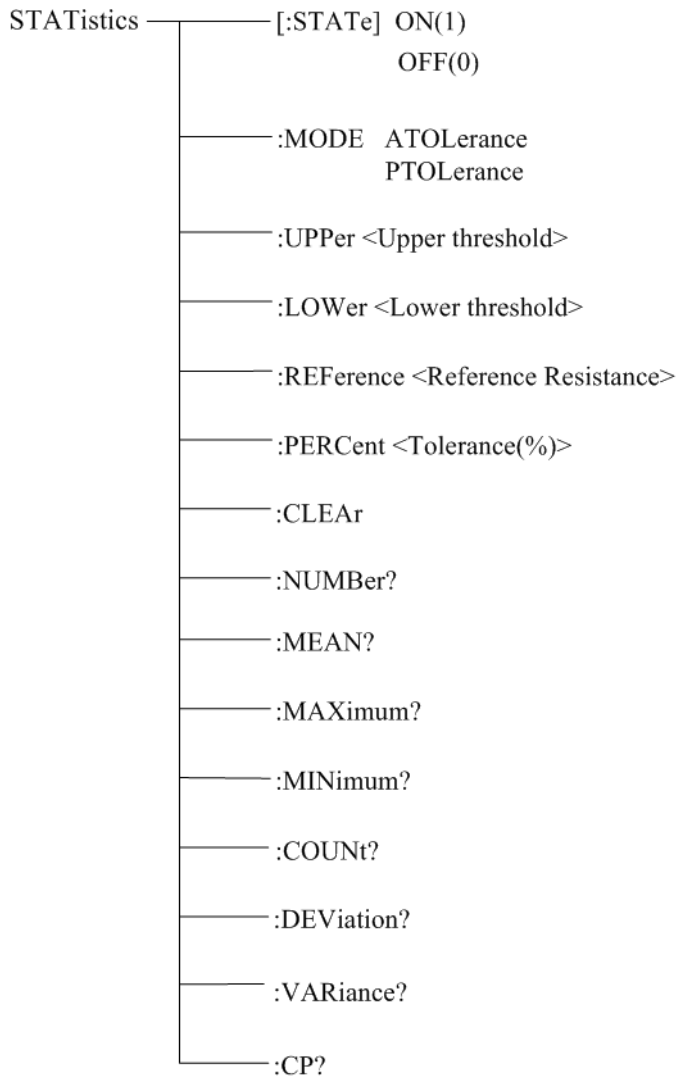 STATistics [:STATe] ON(1)
OFF(0)
:MODE ATOLerance
PTOLerance
:UPPer <Upper threshold>
:LOWer <Lower threshold>
:REFerence <Reference Resistance>
:PERCent <Tolerance(%)>
:CLEAr
:NUMBer?
:MEAN?
:MAXimum?
:MINimum?
:COUNt?
:DEViation?
:VARiance?
:CP?